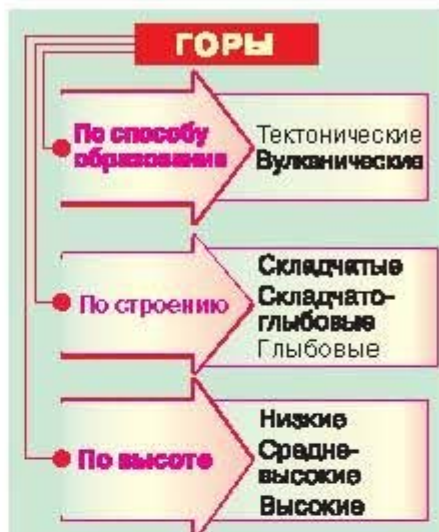 ГОРЫ
По способу
образования
Тектонические
Вулканические
По строению
Складчатые
Складчато-
глыбовые
Глыбовые
По высоте
Низкие
Средне-
высокие
Высокие